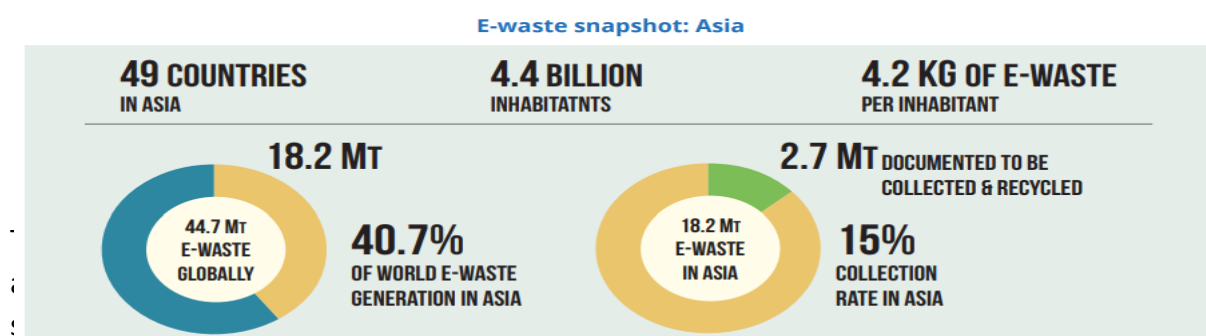 E-waste snapshot: Asia
49 COUNTRIES
IN ASIA
4.4 BILLION
INHABITATNTS
4.2 KG OF E-WASTE
PER INHABITANT
18.2 MT
44.7 MT
E-WASTE
GLOBALLY
40.7%
OF WORLD E-WASTE
GENERATION IN ASIA
2.7 MT DOCUMENTED TO BE
COLLECTED & RECYCLED
18.2 MT
E-WASTE
IN ASIA
15%
COLLECTION
RATE IN ASIA